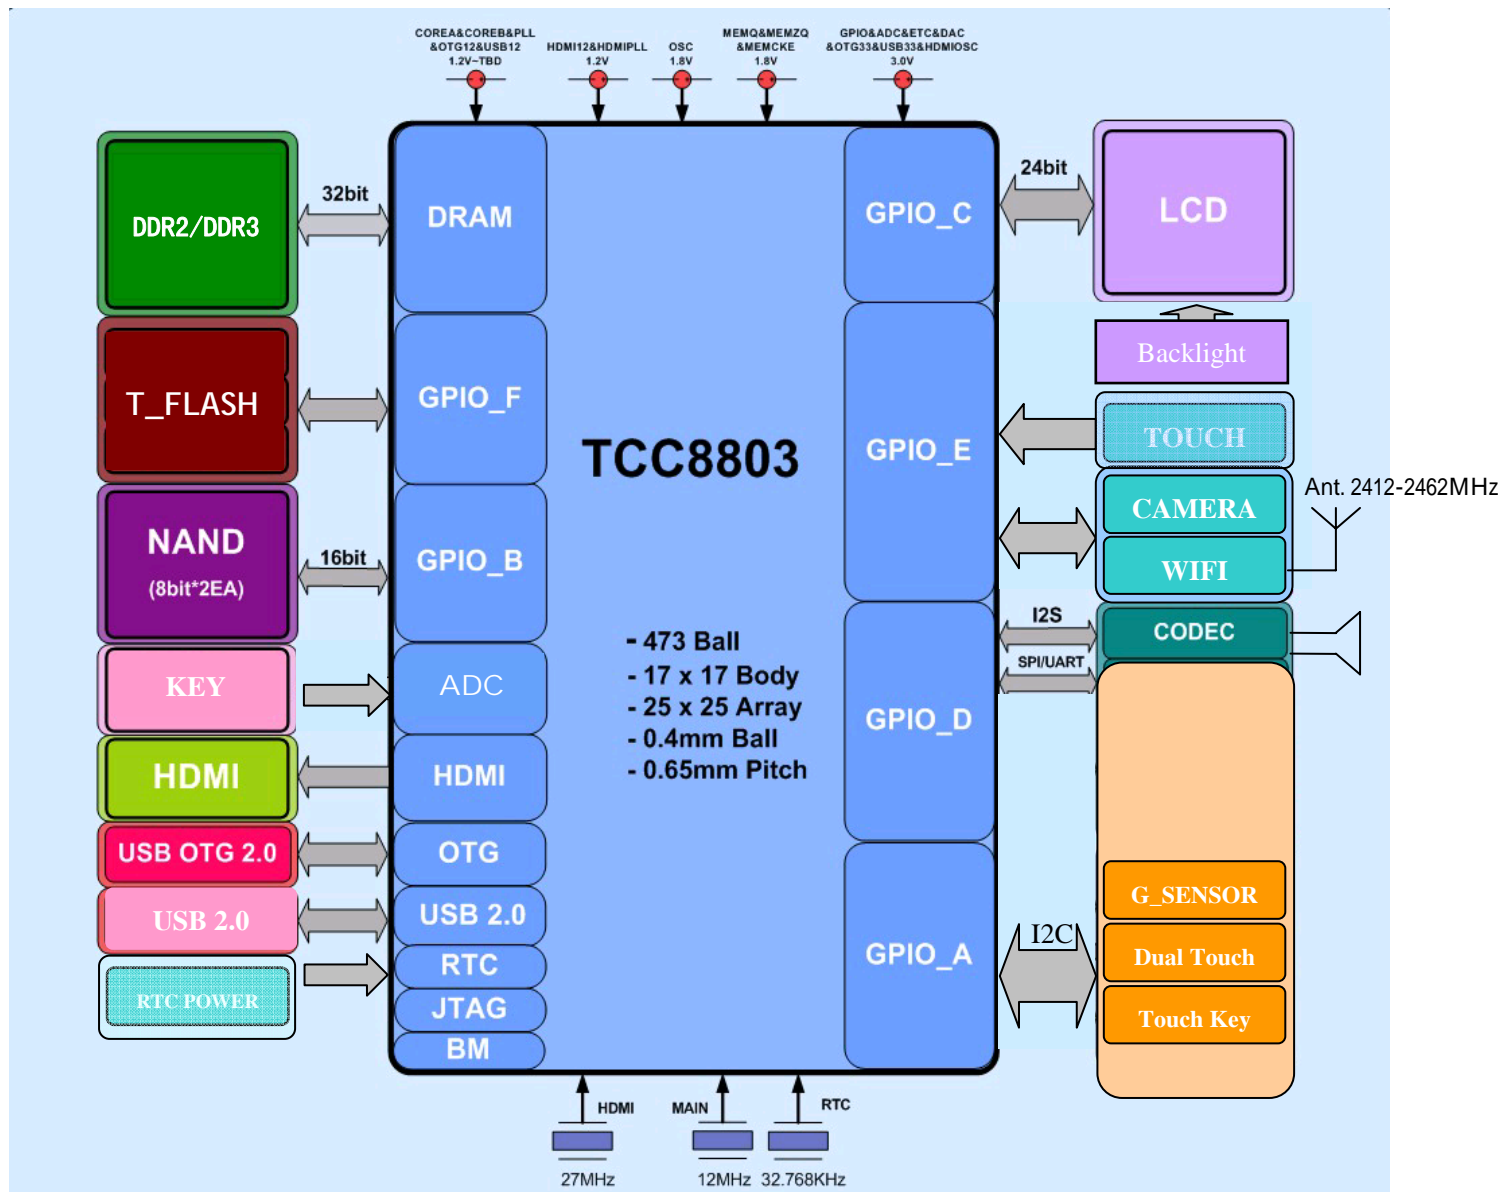 COREA&COREB&PLL
&OTG12&USB12
1.2V~TBD
HDMI12&HDMIPLL
1.2V
OSC
1.8V
MEMQ&MEMZQ
&MEMCKE
1.8V
GPIO&ADC&ETC&DAC
&OTG33&USB33&HDMIOSC
3.0V
DDR2/DDR3
32bit
DRAM
T_FLASH
GPIO_F
NAND
(8bit*2EA)
16bit
GPIO_B
KEY
ADC
HDMI
HDMI
USB OTG 2.0
OTG
USB 2.0
USB 2.0
RTC POWER
RTC
JTAG
BM
TCC8803
- 473 Ball
- 17 x 17 Body
- 25 x 25 Array
- 0.4mm Ball
- 0.65mm Pitch
GPIO_C
24bit
LCD
Backlight
GPIO_E
TOUCH
CAMERA
WIFI
Ant. 2412-2462MHz
GPIO_D
I2S
CODEC
SPI/UART
GPIO_A
I2C
G_SENSOR
Dual Touch
Touch Key
HDMI
27MHz
MAIN
12MHz
RTC
32.768KHz